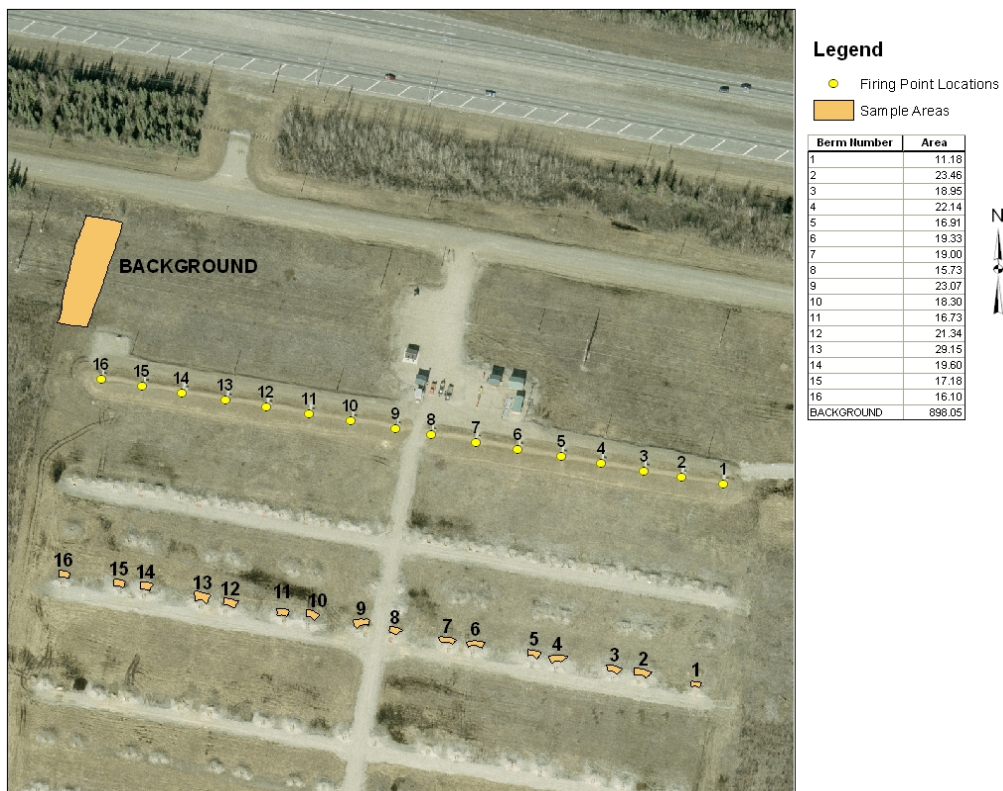 Legend
Firing Point Locations
Sample Areas
Berm Number Area
1 11.18
2 23.46
3 18.95
4 22.14
5 16.91
6 19.33
7 19.00
8 15.73
9 23.07
10 18.30
11 16.73
12 21.34
13 29.15
14 19.60
15 17.18
16 16.10
BACKGROUND 898.05
N
BACKGROUND
16 15 14 13 12 11 10 9 8 7 6 5 4 3 2 1
16 15 14 13 12 11 10 9 8 7 6 5 4 3 2 1